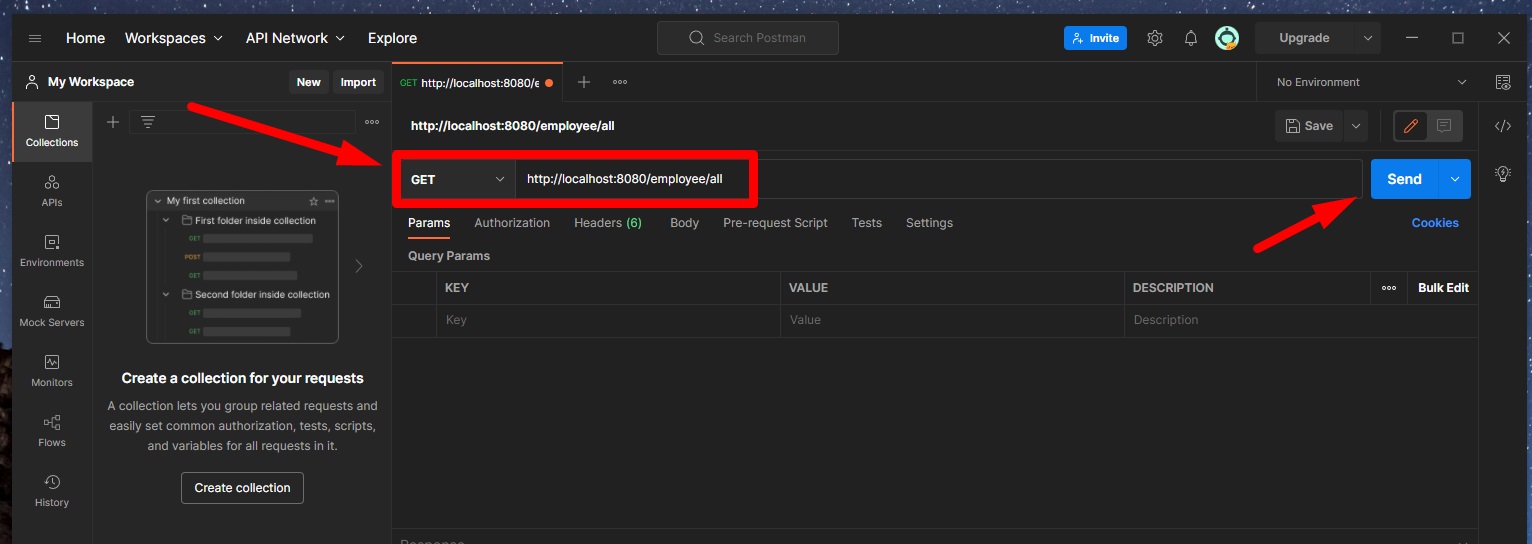 Home Workspaces API Network Explore Search Postman Invite Upgrade
My Workspace New Import GET http://localhost:8080/e No Environment
Collections
APIs
Environments
Mock Servers
Monitors
Flows
History
My first collection
First folder inside collection
GET
POST
GET
Second folder inside collection
GET
GET
Create a collection for your requests
A collection lets you group related requests and
easily set common authorization, tests, scripts,
and variables for all requests in it.
Create collection
http://localhost:8080/employee/all Save
GET http://localhost:8080/employee/all Send
Params Authorization Headers (6) Body Pre-request Script Tests Settings Cookies
Query Params
KEY VALUE DESCRIPTION Bulk Edit
Key Value Description